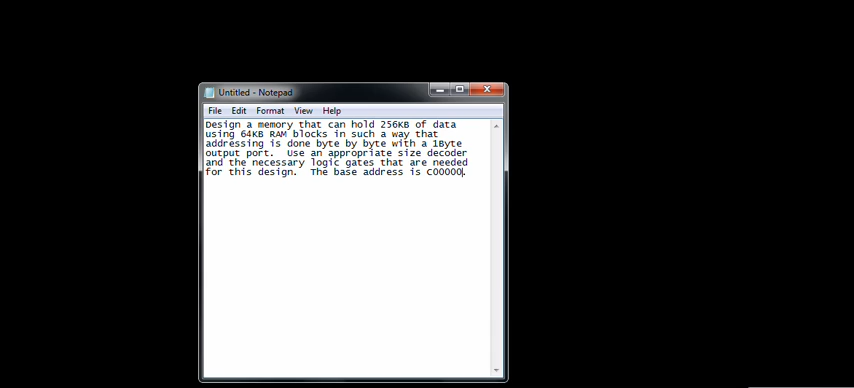 Untitled - Notepad
File Edit Format View Help
Design a memory that can hold 256KB of data
using 64KB RAM blocks in such a way that
addressing is done byte by byte with a 1Byte
output port.  Use an appropriate size decoder
and the necessary logic gates that are needed
for this design.  The base address is C00000.